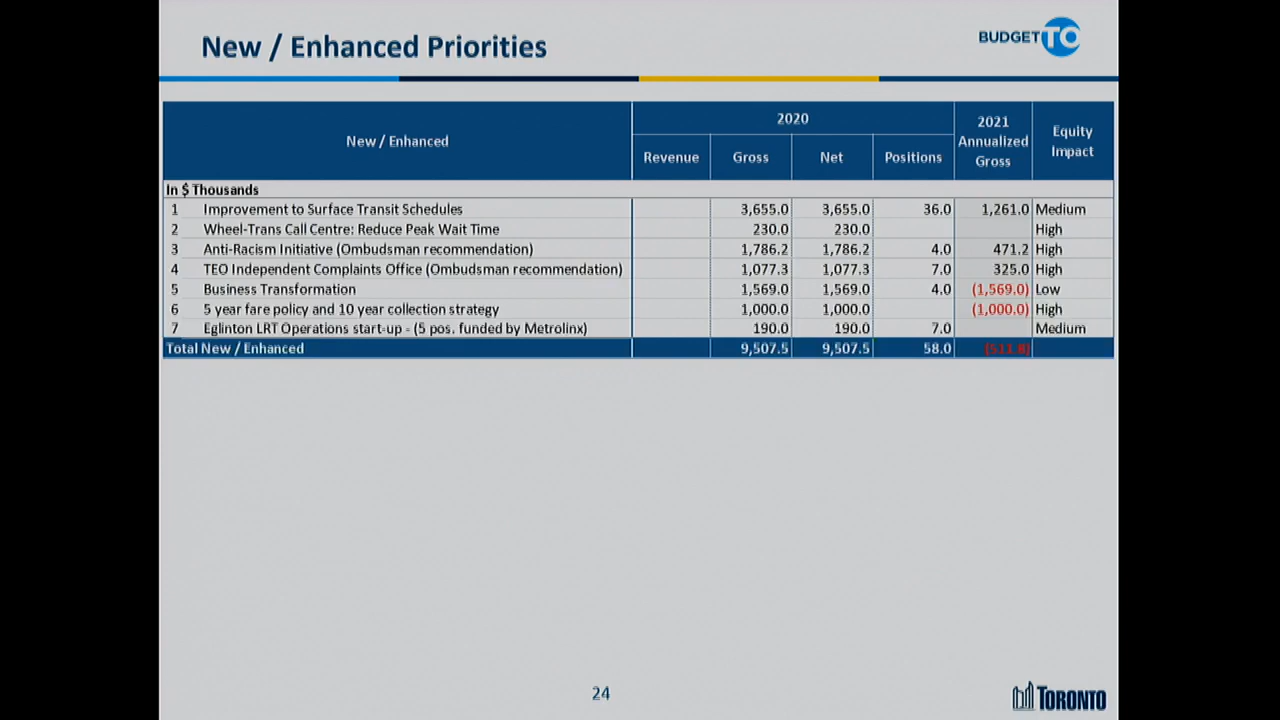 New / Enhanced Priorities
BUDGETTO
New / Enhanced
2020
2021 Annualized Gross
Equity Impact
Revenue Gross Net Positions
In $ Thousands
1 Improvement to Surface Transit Schedules 3,655.0 3,655.0 36.0 1,261.0 Medium
2 Wheel-Trans Call Centre: Reduce Peak Wait Time 230.0 230.0 High
3 Anti-Racism Initiative (Ombudsman recommendation) 1,786.2 1,786.2 4.0 471.2 High
4 TEO Independent Complaints Office (Ombudsman recommendation) 1,077.3 1,077.3 7.0 325.0 High
5 Business Transformation 1,569.0 1,569.0 4.0 (1,569.0) Low
6 5 year fare policy and 10 year collection strategy 1,000.0 1,000.0 (1,000.0) High
7 Eglinton LRT Operations start-up - (5 pos. funded by Metrolinx) 190.0 190.0 7.0 Medium
Total New / Enhanced 9,507.5 9,507.5 58.0 (511.8)
24
TORONTO